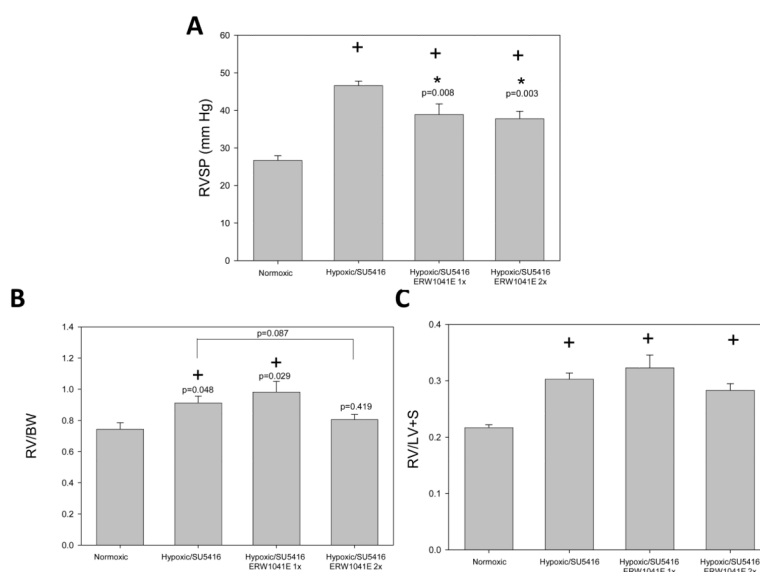 A
RVSP (mm Hg)
60
50
40
30
20
10
0
+
+
*
p=0.008
+
*
p=0.003
Normoxic
Hypoxic/SU5416
Hypoxic/SU5416
ERW1041E 1x
Hypoxic/SU5416
ERW1041E 2x
B
RV/BW
1.4
1.2
1.0
0.8
0.6
0.4
0.2
0.0
p=0.087
+
p=0.048
+
p=0.029
p=0.419
Normoxic
Hypoxic/SU5416
Hypoxic/SU5416
ERW1041E 1x
Hypoxic/SU5416
ERW1041E 2x
C
RV/LV+S
0.4
0.3
0.2
0.1
0.0
+
+
+
Normoxic
Hypoxic/SU5416
Hypoxic/SU5416
ERW1041E 1x
Hypoxic/SU5416
ERW1041E 2x